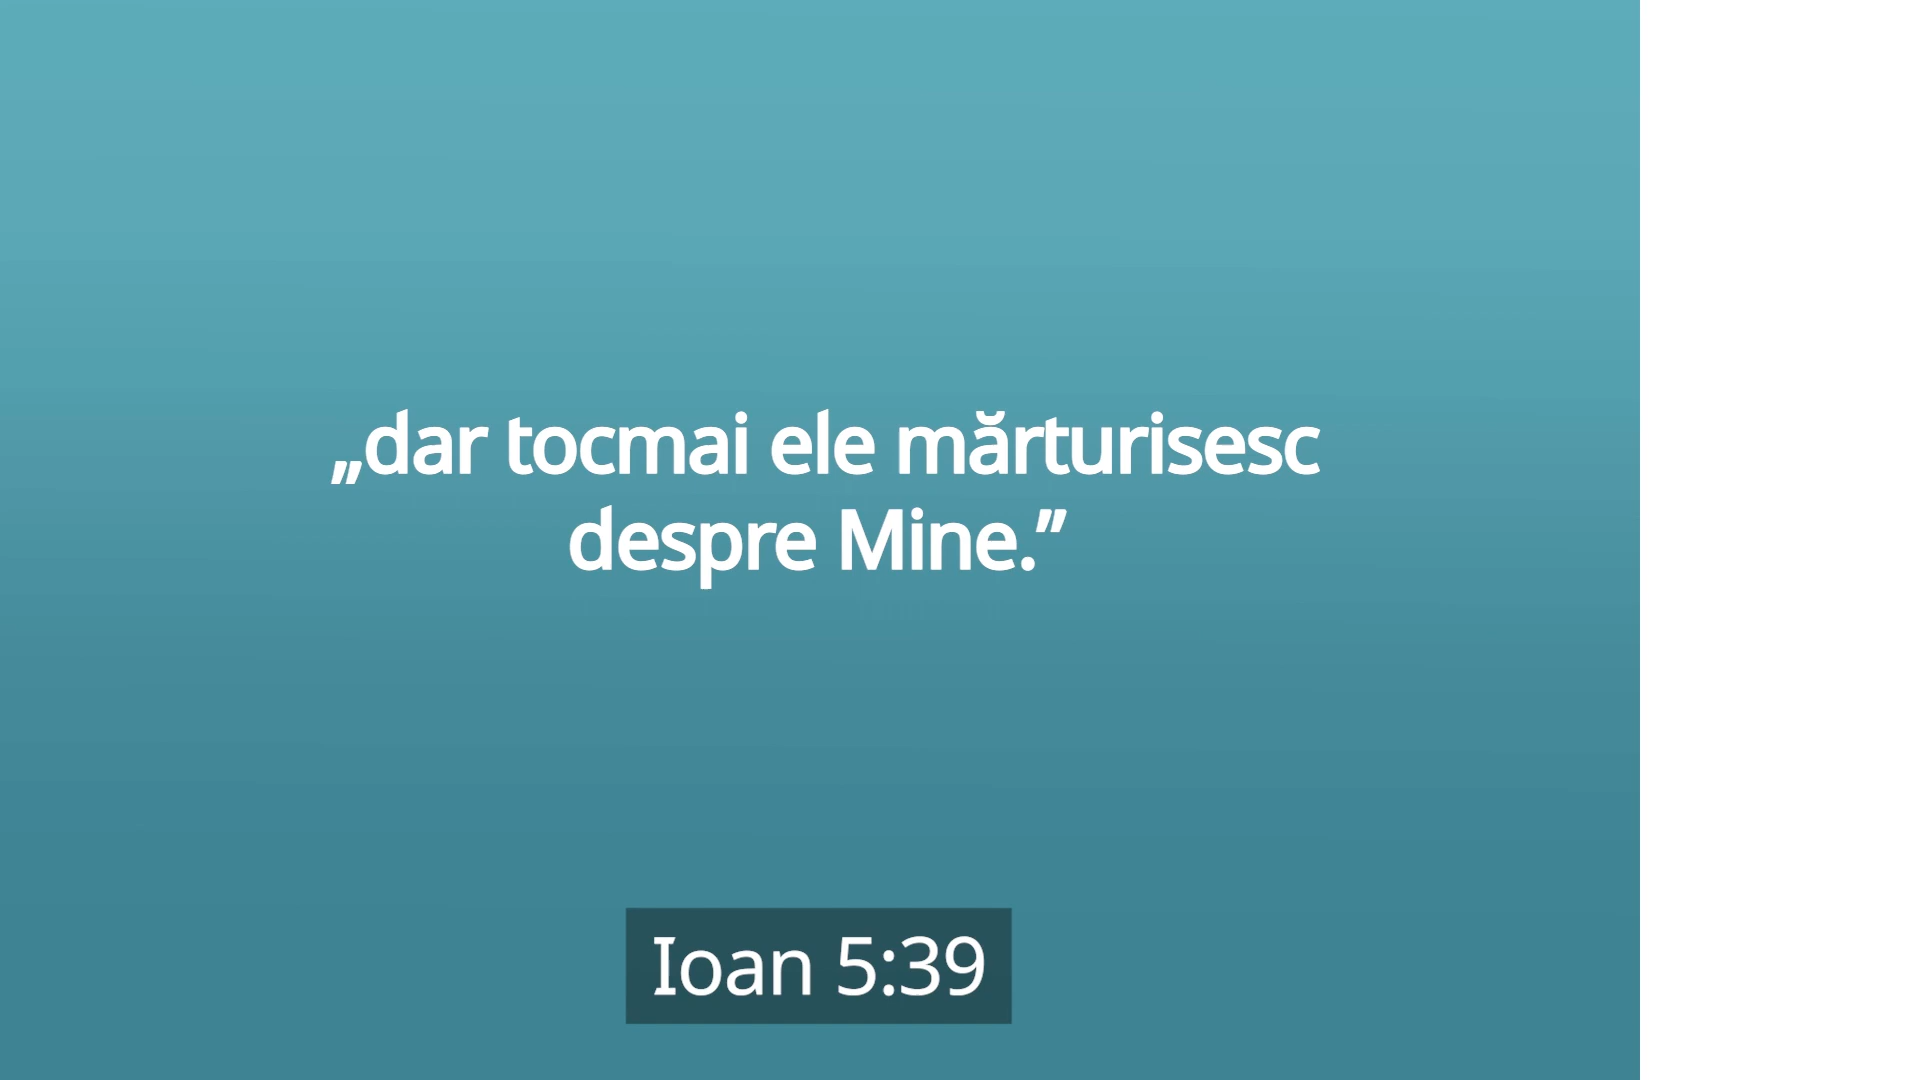 „dar tocmai ele mărturisesc
despre Mine.”
Ioan 5:39